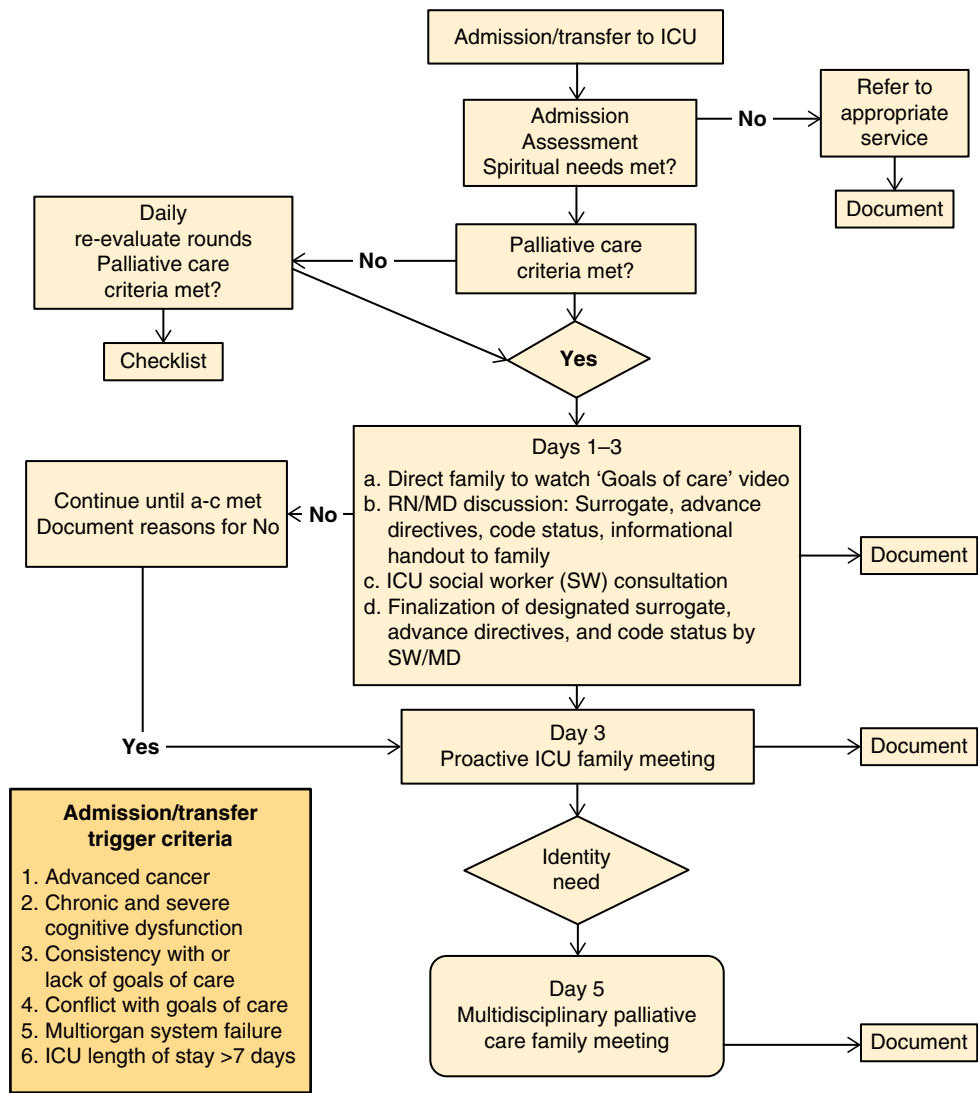 Admission/transfer to ICU
Admission
Assessment
Spiritual needs met?
No
Refer to
appropriate
service
Document
Daily
re-evaluate rounds
Palliative care
criteria met?
No
Palliative care
criteria met?
Checklist
Yes
Days 1–3
a. Direct family to watch ‘Goals of care’ video
b. RN/MD discussion: Surrogate, advance
directives, code status, informational
handout to family
c. ICU social worker (SW) consultation
d. Finalization of designated surrogate,
advance directives, and code status by
SW/MD
Continue until a-c met
Document reasons for No
No
Document
Yes
Day 3
Proactive ICU family meeting
Document
Identity
need
Day 5
Multidisciplinary palliative
care family meeting
Document
Admission/transfer
trigger criteria
1. Advanced cancer
2. Chronic and severe
cognitive dysfunction
3. Consistency with or
lack of goals of care
4. Conflict with goals of care
5. Multiorgan system failure
6. ICU length of stay >7 days